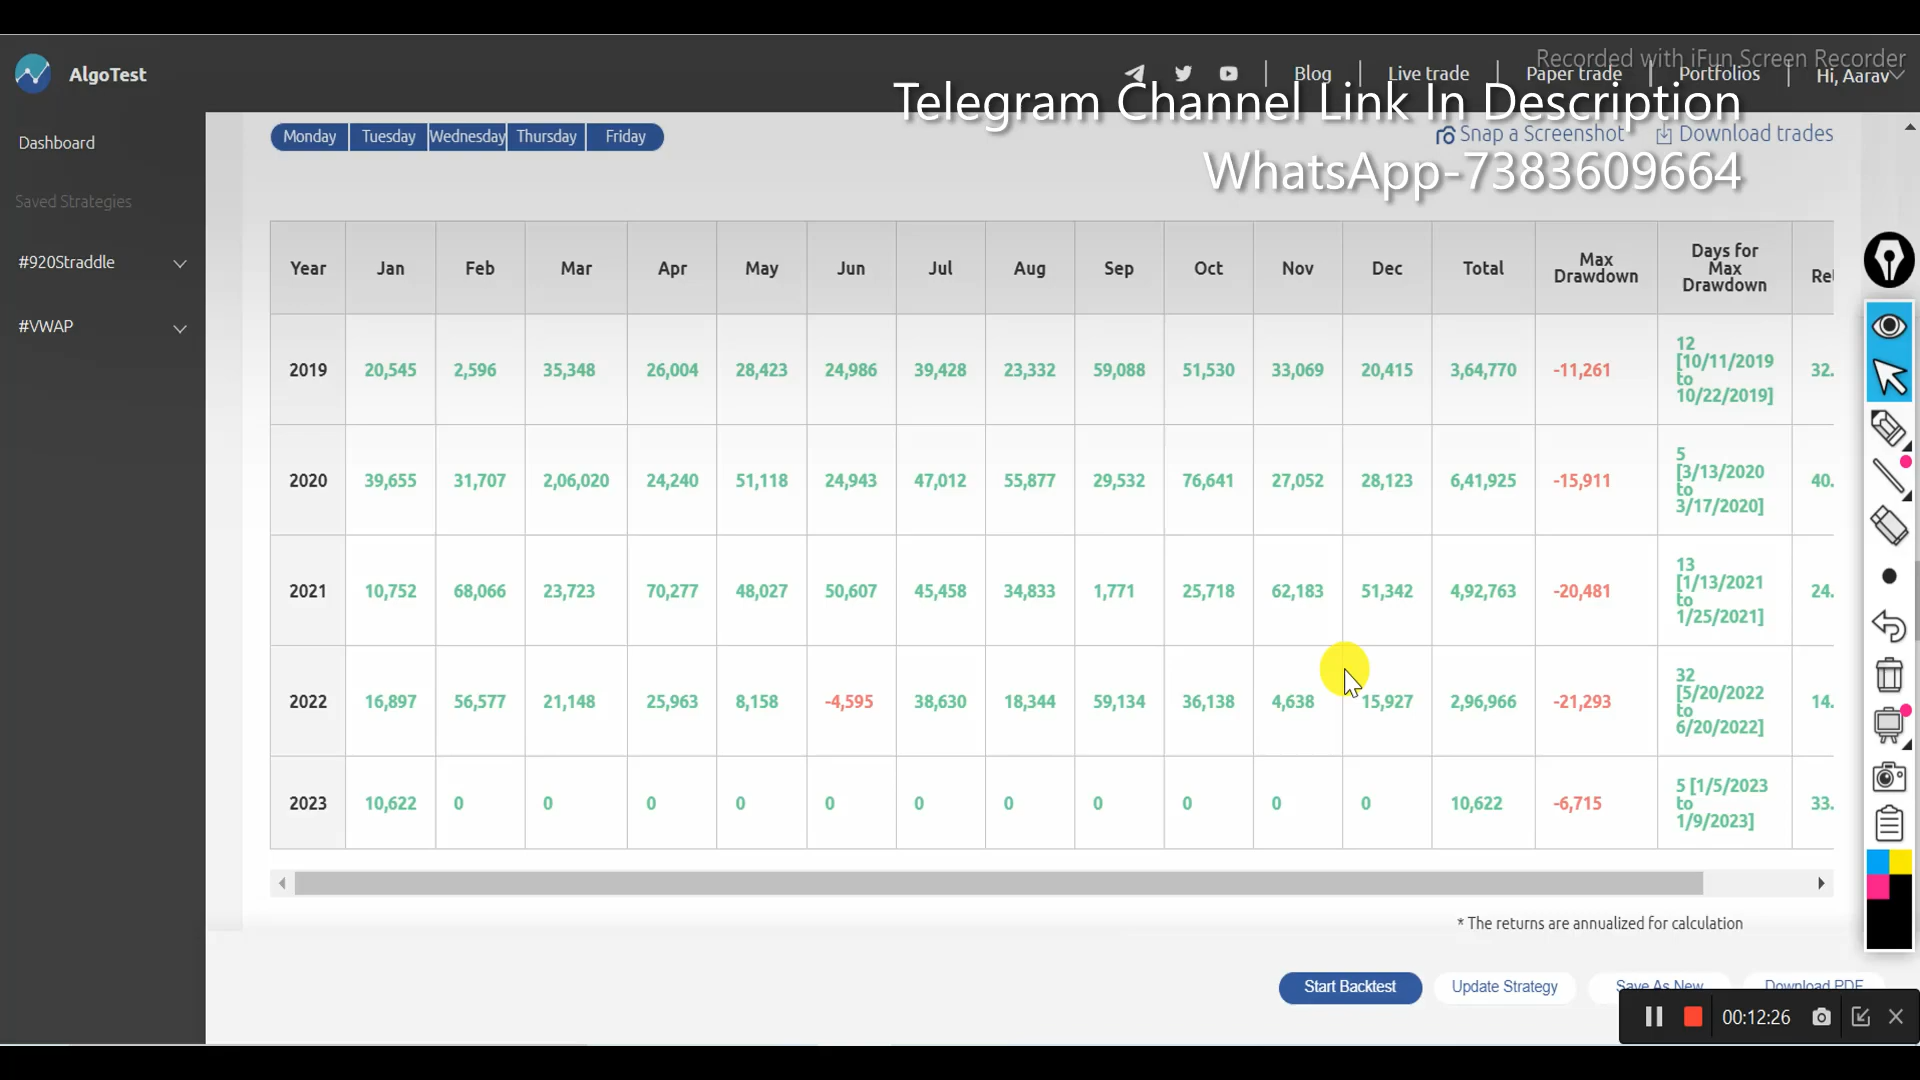 Recorded with iFun Screen Recorder
AlgoTest
Blog
Live trade
Paper trade
Portfolios
Hi, Aarav
Telegram Channel Link In Description
WhatsApp-7383609664
Dashboard
Saved Strategies
#920Straddle
#VWAP
Monday Tuesday Wednesday Thursday Friday
Snap a Screenshot
Download trades
Year Jan Feb Mar Apr May Jun Jul Aug Sep Oct Nov Dec Total Max Drawdown Days for Max Drawdown
2019 20,545 2,596 35,348 26,004 28,423 24,986 39,428 23,332 59,088 51,530 33,069 20,415 3,64,770 -11,261 12 [10/11/2019 to 10/22/2019] 32.
2020 39,655 31,707 2,06,020 24,240 51,118 24,943 47,012 55,877 29,532 76,641 27,052 28,123 6,41,925 -15,911 5 [3/13/2020 to 3/17/2020] 40.
2021 10,752 68,066 23,723 70,277 48,027 50,607 45,458 34,833 1,771 25,718 62,183 51,342 4,92,763 -20,481 13 [1/13/2021 to 1/25/2021] 24.
2022 16,897 56,577 21,148 25,963 8,158 -4,595 38,630 18,344 59,134 36,138 4,638 15,927 2,96,966 -21,293 32 [5/20/2022 to 6/20/2022] 14.
2023 10,622 0 0 0 0 0 0 0 0 0 0 0 10,622 -6,715 5 [1/5/2023 to 1/9/2023] 33.
* The returns are annualized for calculation
Start Backtest
Update Strategy
Save As New
Download PDF
00:12:26